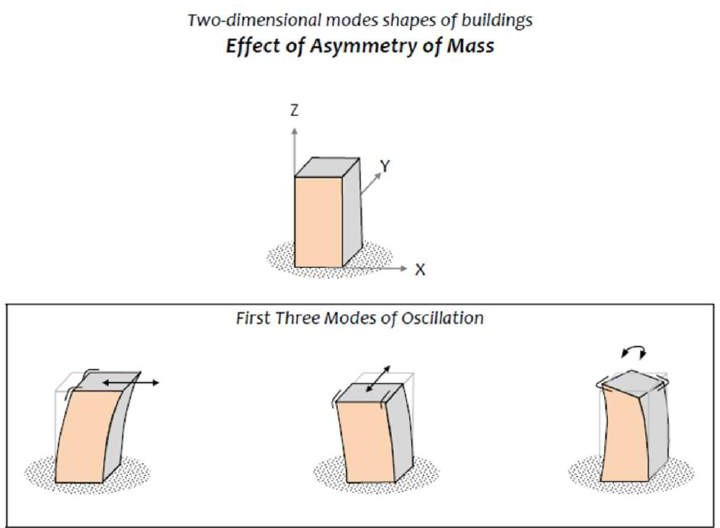 Two-dimensional modes shapes of buildings
Effect of Asymmetry of Mass
Z
Y
X
First Three Modes of Oscillation